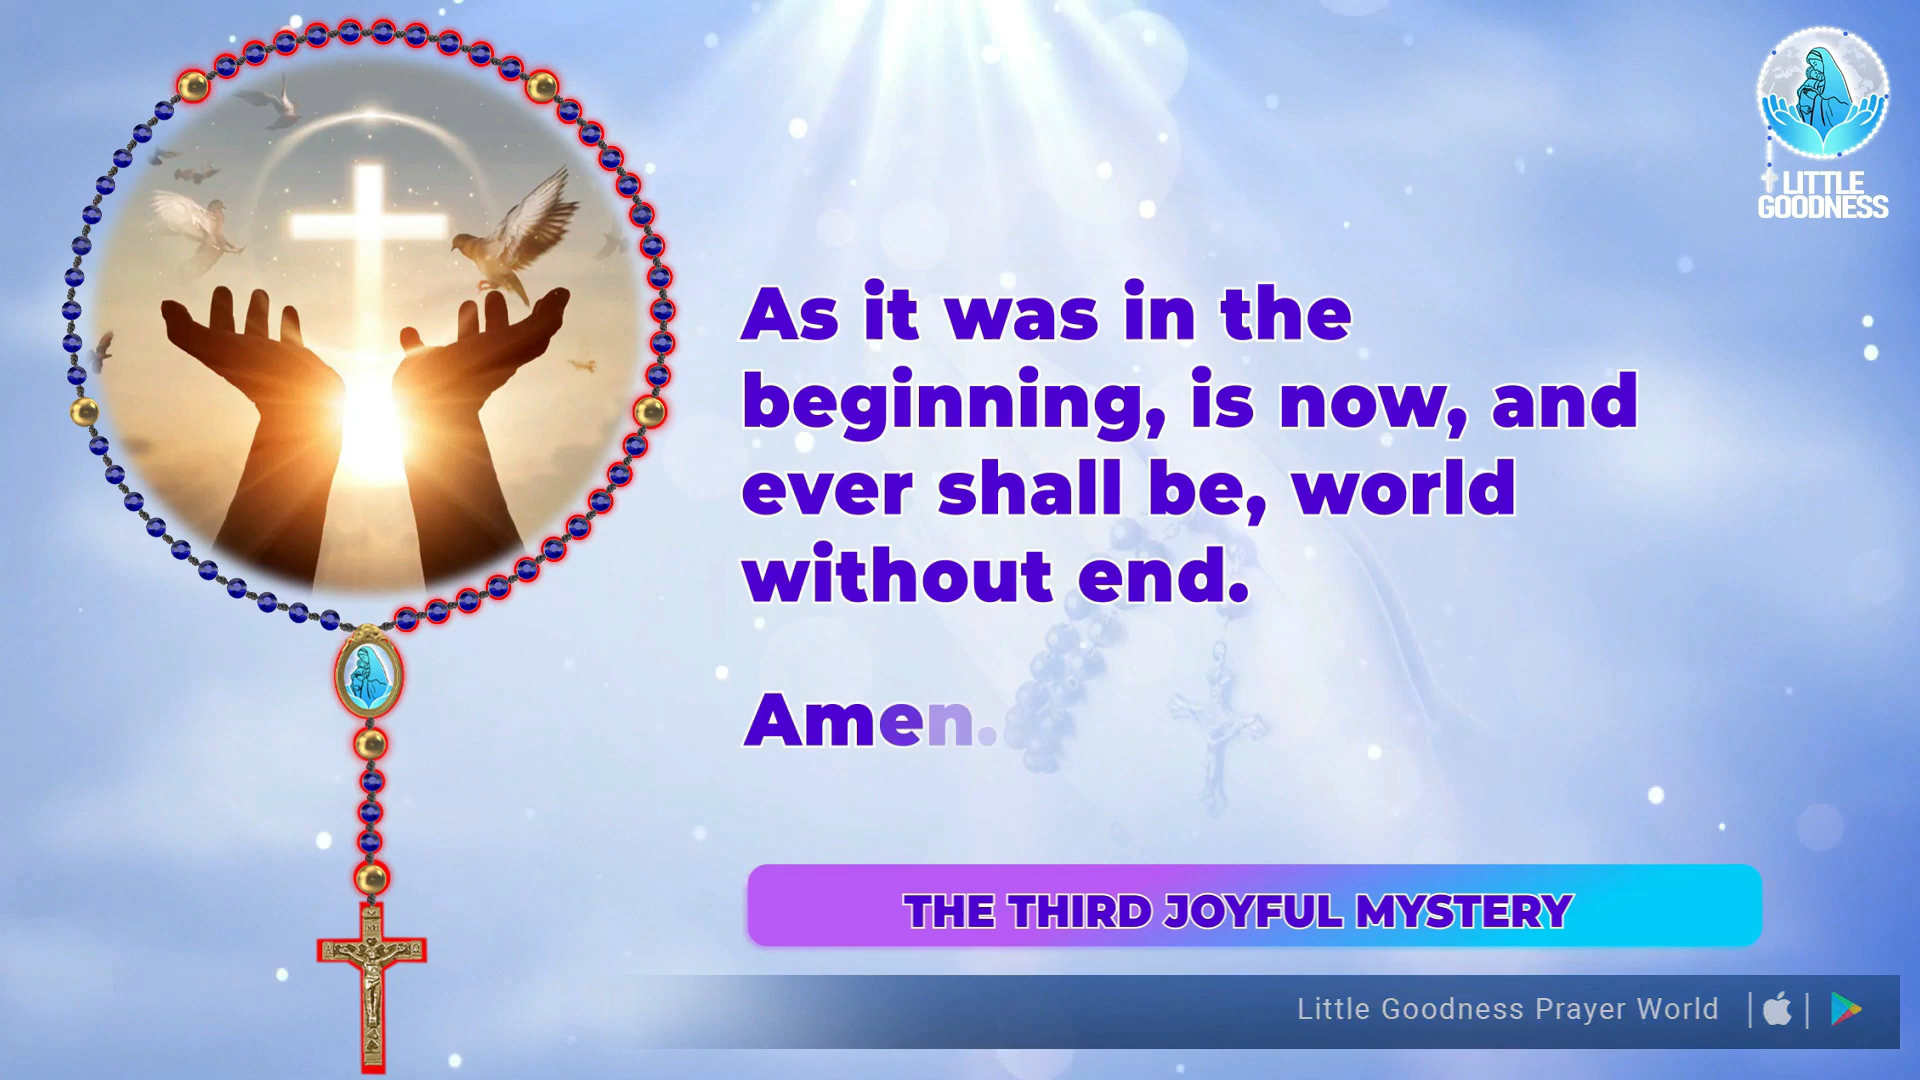 LITTLE
GOODNESS
As it was in the
beginning, is now, and
ever shall be, world
without end.
Amen.
THE THIRD JOYFUL MYSTERY
Little Goodness Prayer World
INRI